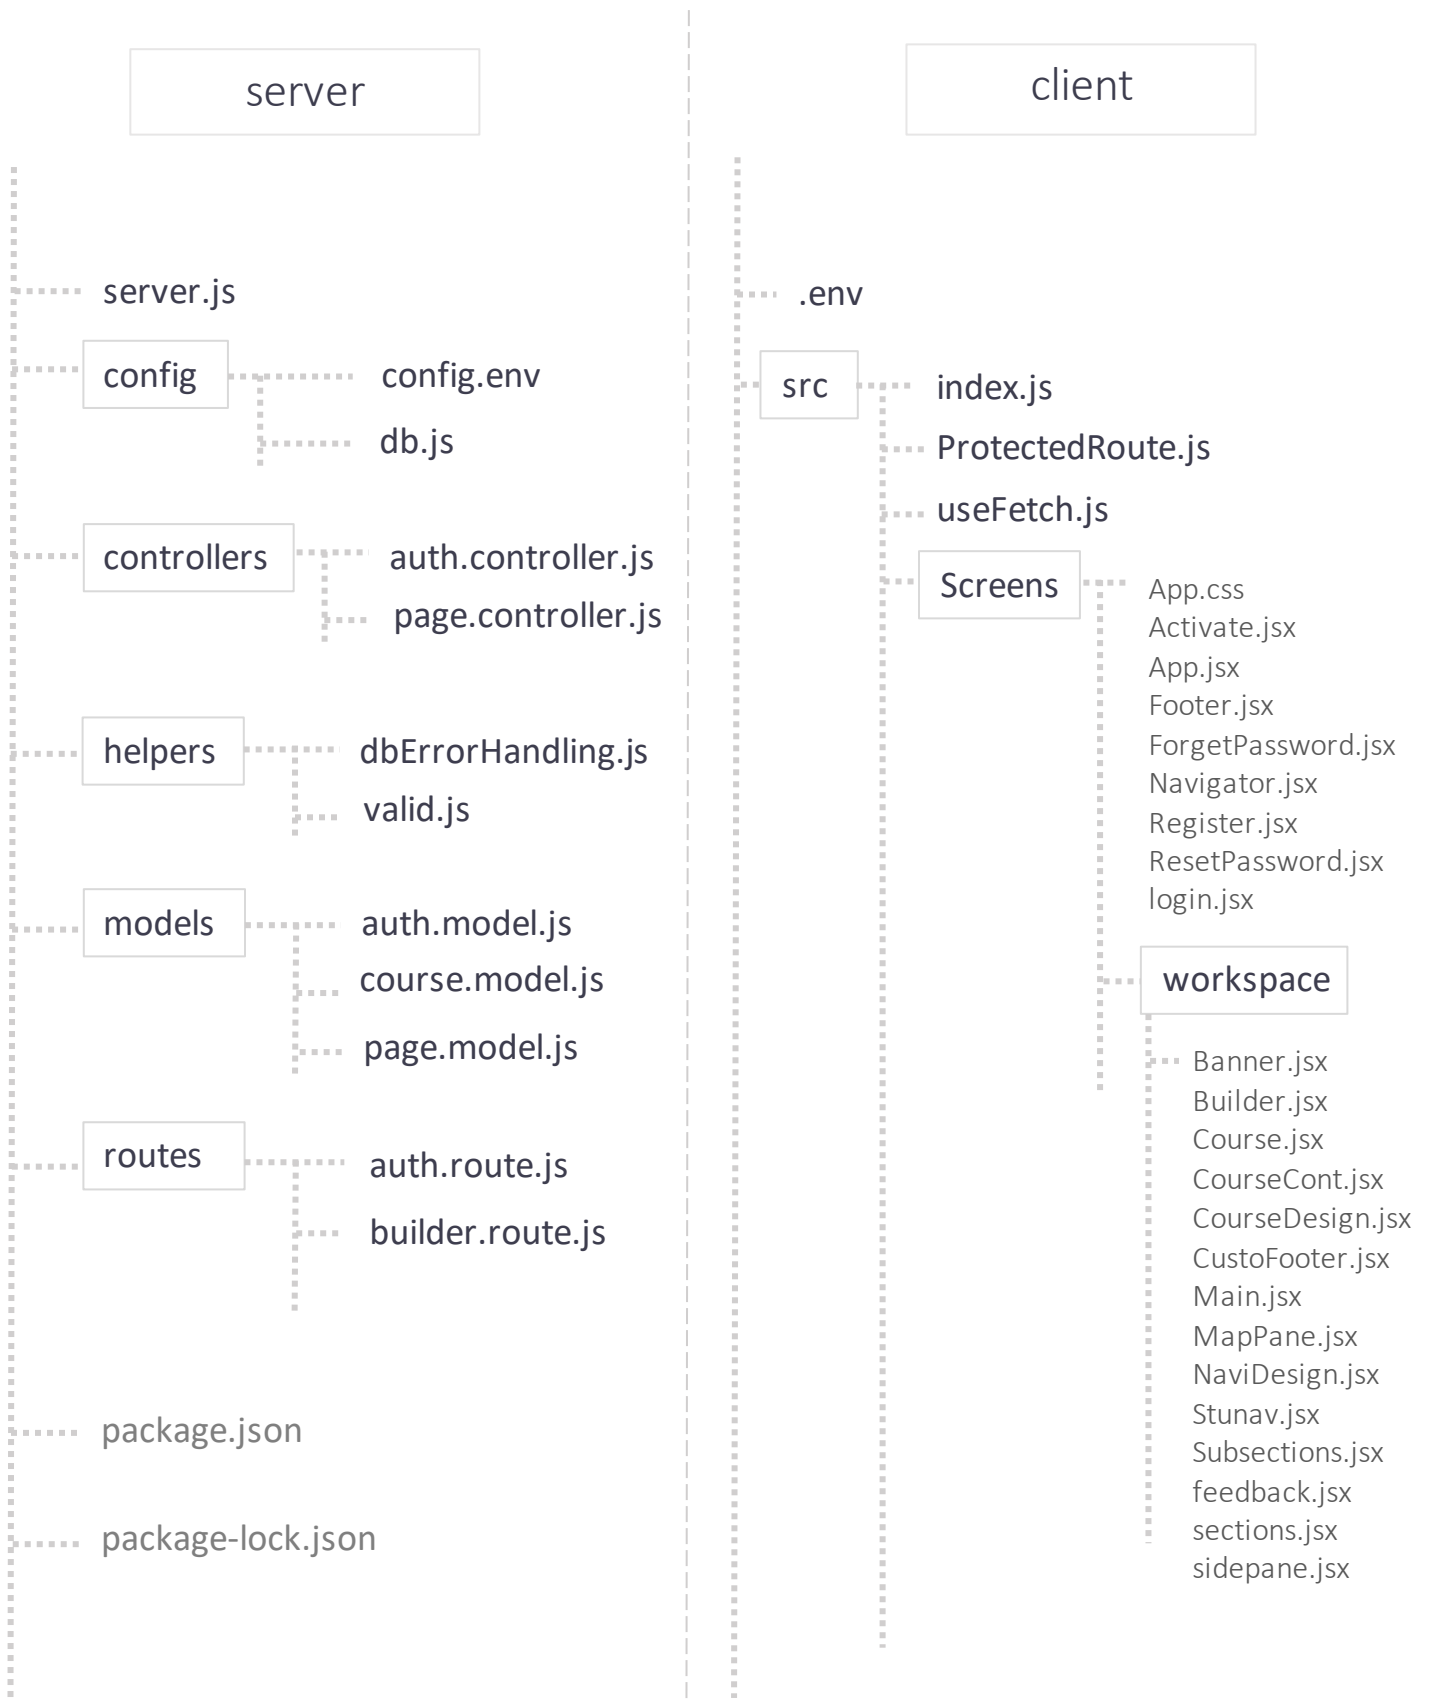 server
server.js
config
config.env
db.js
controllers
auth.controller.js
page.controller.js
helpers
dbErrorHandling.js
valid.js
models
auth.model.js
course.model.js
page.model.js
routes
auth.route.js
builder.route.js
package.json
package-lock.json
client
.env
src
index.js
ProtectedRoute.js
useFetch.js
Screens
App.css
Activate.jsx
App.jsx
Footer.jsx
ForgetPassword.jsx
Navigator.jsx
Register.jsx
ResetPassword.jsx
login.jsx
workspace
Banner.jsx
Builder.jsx
Course.jsx
CourseCont.jsx
CourseDesign.jsx
CustoFooter.jsx
Main.jsx
MapPane.jsx
NaviDesign.jsx
Stunav.jsx
Subsections.jsx
feedback.jsx
sections.jsx
sidepane.jsx